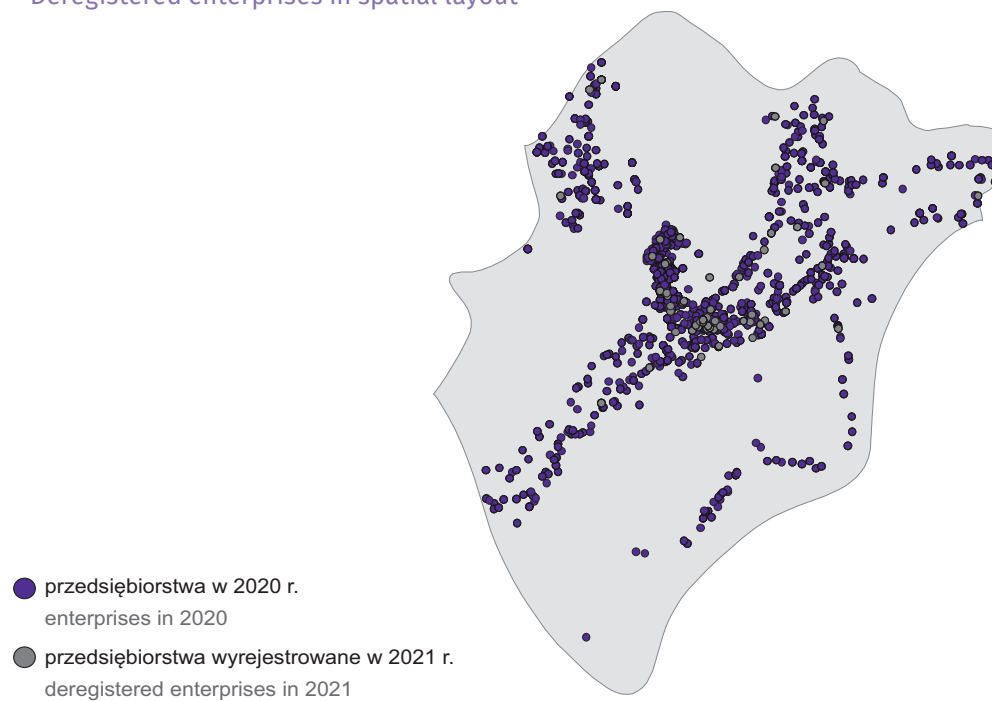 Deregistered enterprises in spatial layout
przedsiębiorstwa w 2020 r.
enterprises in 2020
przedsiębiorstwa wyrejestrowane w 2021 r.
deregistered enterprises in 2021